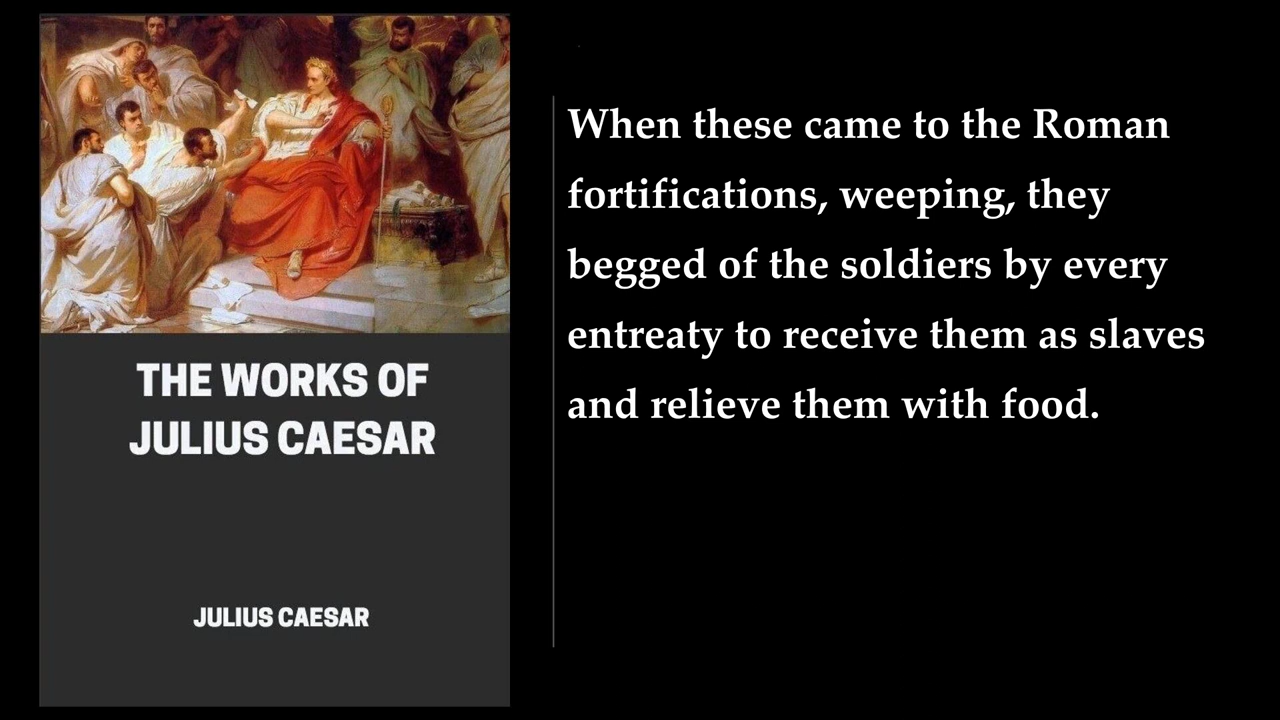 THE WORKS OF
JULIUS CAESAR
JULIUS CAESAR
When these came to the Roman
fortifications, weeping, they
begged of the soldiers by every
entreaty to receive them as slaves
and relieve them with food.